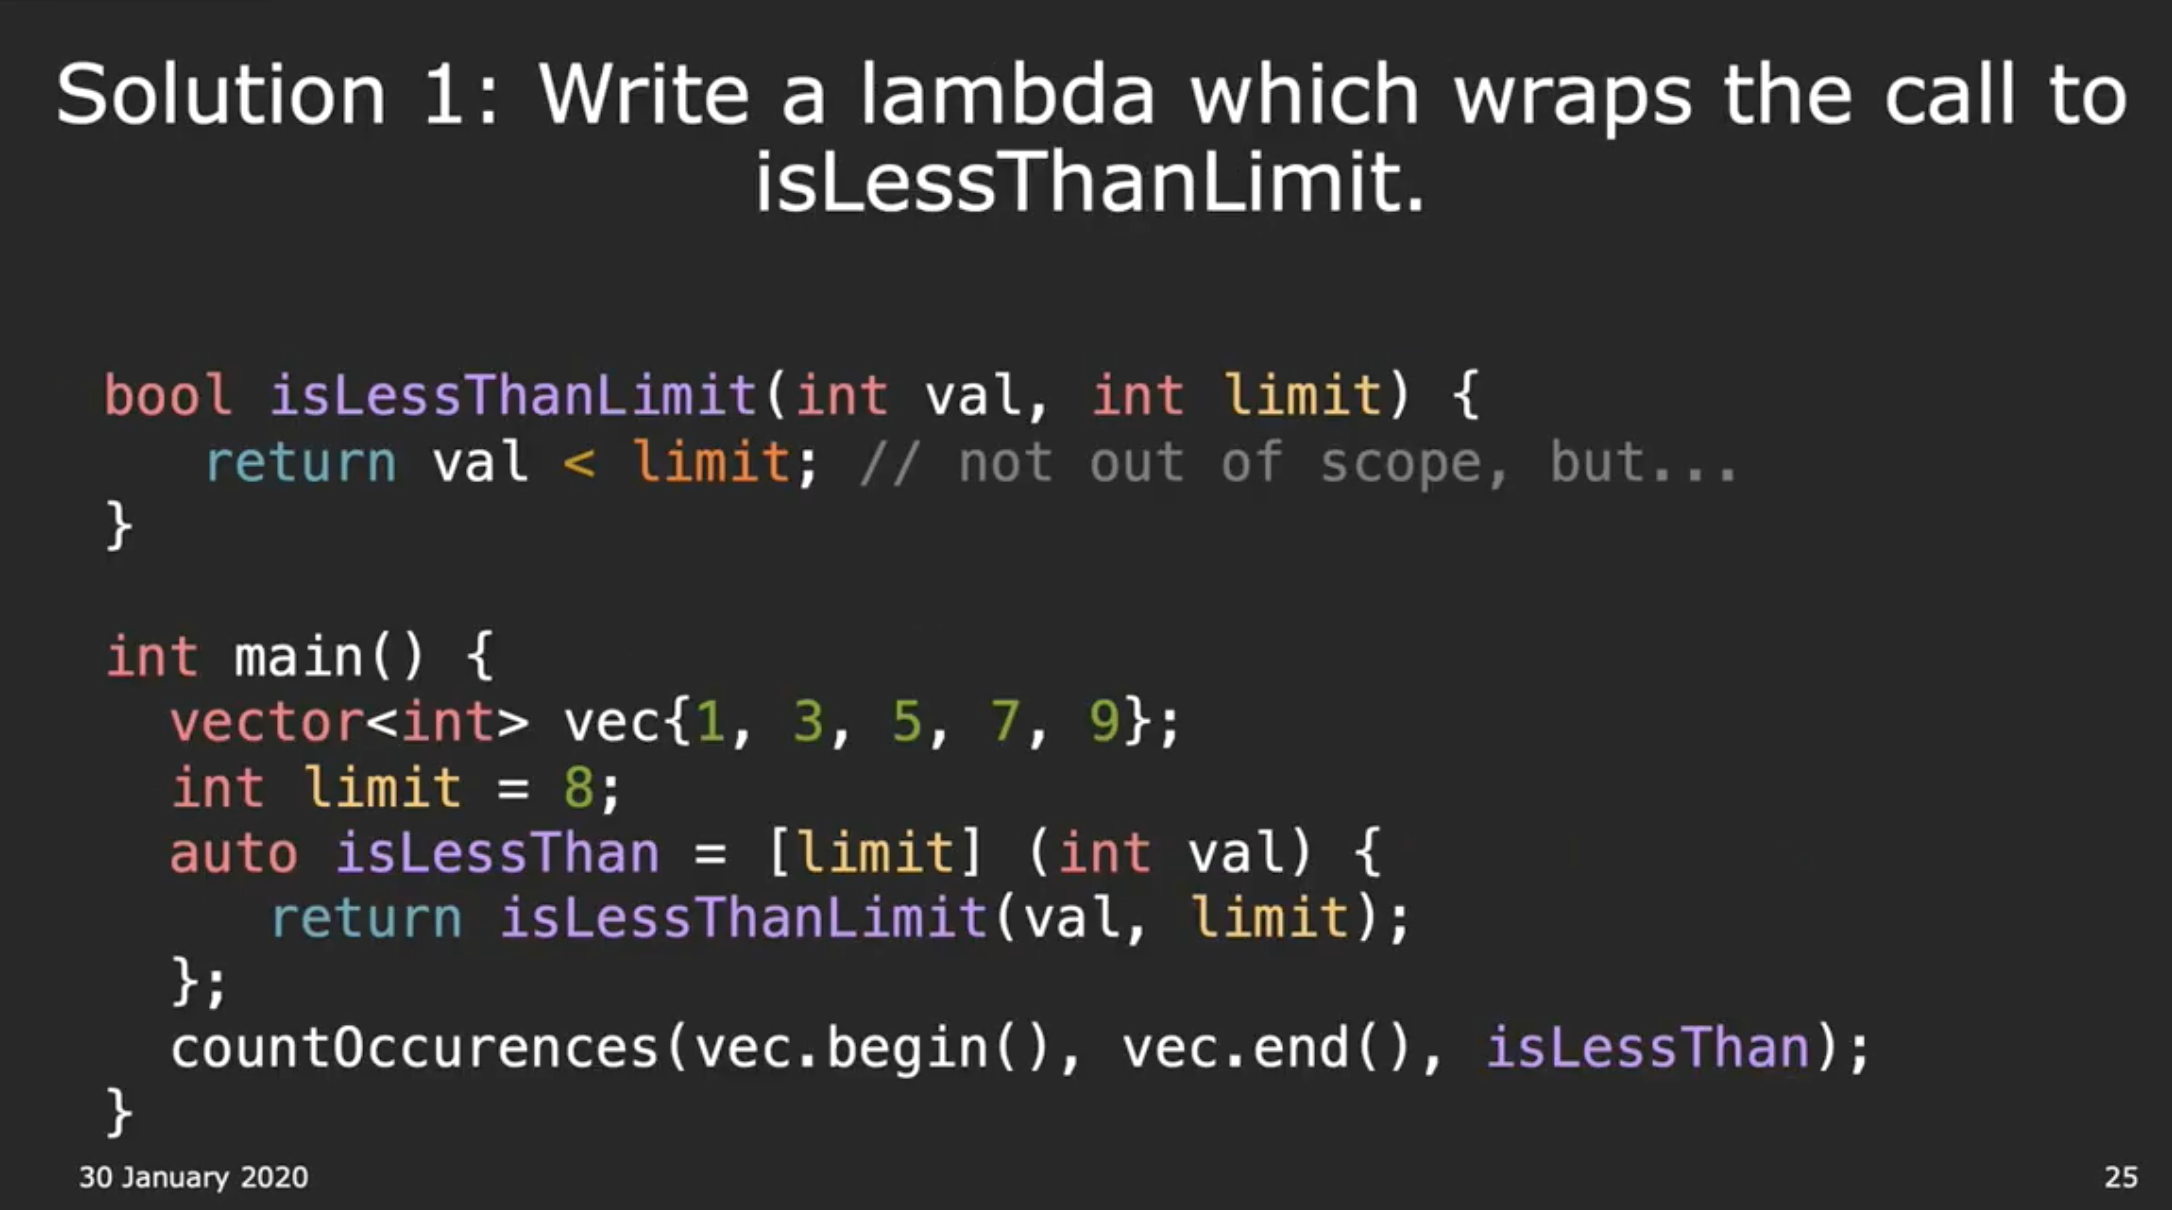 Solution 1: Write a lambda which wraps the call to
isLessThanLimit.
bool isLessThanLimit(int val, int limit) {
return val < limit; // not out of scope, but...
}
int main() {
vector<int> vec{1, 3, 5, 7, 9};
int limit = 8;
auto isLessThan = [limit] (int val) {
return isLessThanLimit(val, limit);
};
countOccurences(vec.begin(), vec.end(), isLessThan);
}
30 January 2020
25